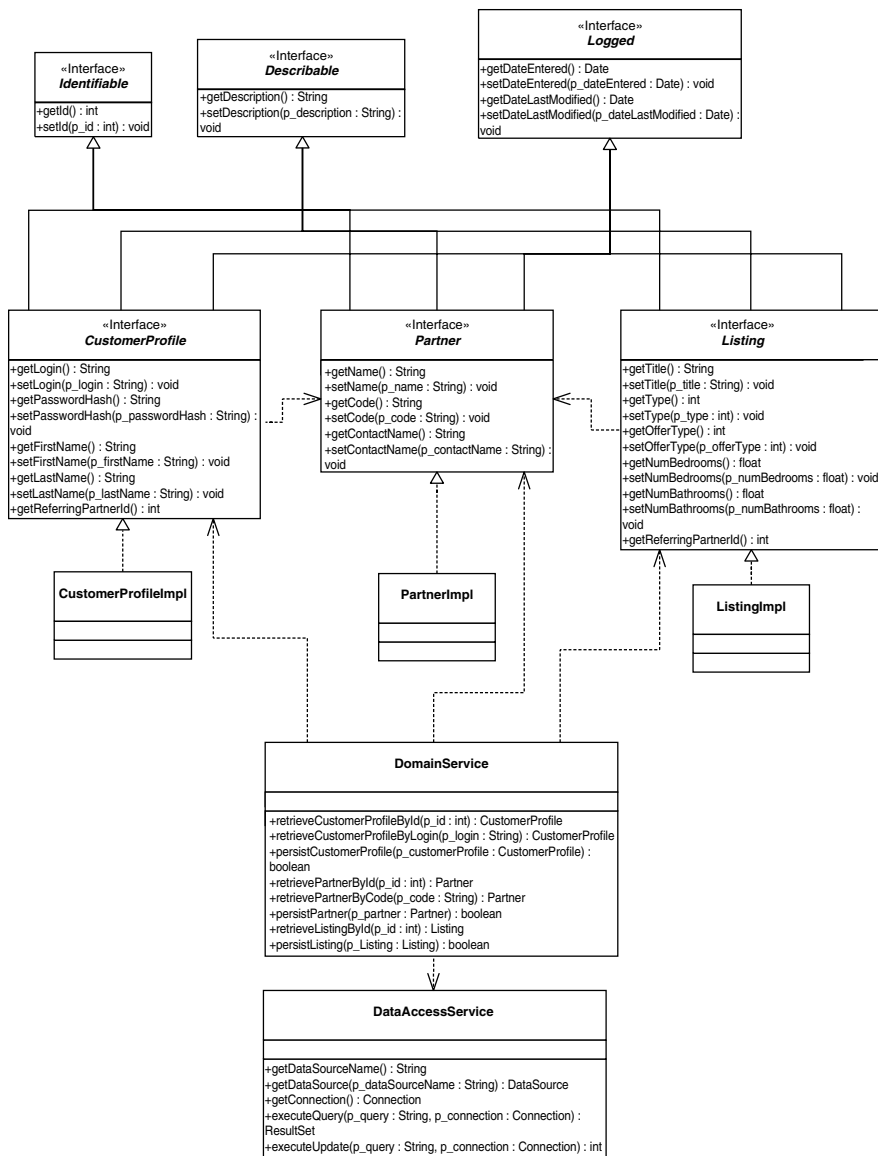 «Interface»
Identifiable
+getId() : int
+setId(p_id : int) : void
«Interface»
Describable
+getDescription() : String
+setDescription(p_description : String) :
void
«Interface»
Logged
+getDateEntered() : Date
+setDateEntered(p_dateEntered : Date) : void
+getDateLastModified() : Date
+setDateLastModified(p_dateLastModified : Date) :
void
«Interface»
CustomerProfile
+getLogin() : String
+setLogin(p_login : String) : void
+getPasswordHash() : String
+setPasswordHash(p_passwordHash : String) :
void
+getFirstName() : String
+setFirstName(p_firstName : String) : void
+getLastName() : String
+setLastName(p_lastName : String) : void
+getReferringPartnerId() : int
«Interface»
Partner
+getName() : String
+setName(p_name : String) : void
+getCode() : String
+setCode(p_code : String) : void
+getContactName() : String
+setContactName(p_contactName : String) :
void
«Interface»
Listing
+getTitle() : String
+setTitle(p_title : String) : void
+getType() : int
+setType(p_type : int) : void
+getOfferType() : int
+setOfferType(p_offerType : int) : void
+getNumBedrooms() : float
+setNumBedrooms(p_numBedrooms : float) : void
+getNumBathrooms() : float
+setNumBathrooms(p_numBathrooms : float) :
void
+getReferringPartnerId() : int
CustomerProfileImpl
PartnerImpl
ListingImpl
DomainService
+retrieveCustomerProfileById(p_id : int) : CustomerProfile
+retrieveCustomerProfileByLogin(p_login : String) : CustomerProfile
+persistCustomerProfile(p_customerProfile : CustomerProfile) :
boolean
+retrievePartnerById(p_id : int) : Partner
+retrievePartnerByCode(p_code : String) : Partner
+persistPartner(p_partner : Partner) : boolean
+retrieveListingById(p_id : int) : Listing
+persistListing(p_Listing : Listing) : boolean
DataAccessService
+getDataSourceName() : String
+getDataSource(p_dataSourceName : String) : DataSource
+getConnection() : Connection
+executeQuery(p_query : String, p_connection : Connection) :
ResultSet
+executeUpdate(p_query : String, p_connection : Connection) : int